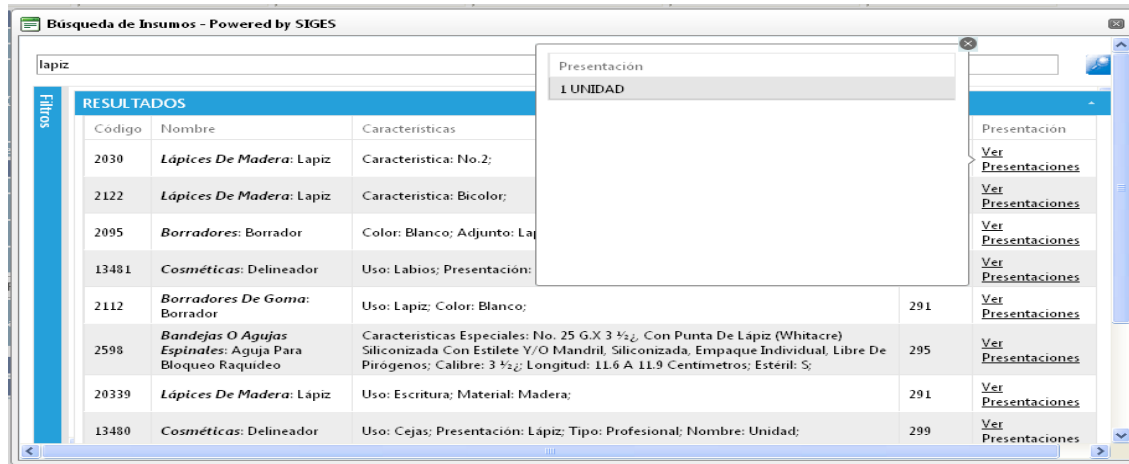 Búsqueda de Insumos - Powered by SIGES
lapiz
Presentación
1 UNIDAD
Filtros
RESULTADOS
Código Nombre Características Presentación
2030 Lápices De Madera: Lapiz Caracteristica: No.2; Ver Presentaciones
2122 Lápices De Madera: Lapiz Caracteristica: Bicolor; Ver Presentaciones
2095 Borradores: Borrador Color: Blanco; Adjunto: Ver Presentaciones
13481 Cosméticas: Delineador Uso: Labios; Presentación: Ver Presentaciones
2112 Borradores De Goma: Borrador Uso: Lapiz; Color: Blanco; 291 Ver Presentaciones
2598 Bandejas O Agujas Espinales: Aguja Para Bloqueo Raquideo Caracteristicas Especiales: No. 25 G.X 3 ½¿, Con Punta De Lápiz (Whitacre) Siliconizada Con Estilete Y/O Mandril, Siliconizada, Empaque Individual, Libre De Pirógenos; Calibre: 3 ½¿; Longitud: 11.6 A 11.9 Centímetros; Estéril: S; 295 Ver Presentaciones
20339 Lápices De Madera: Lápiz Uso: Escritura; Material: Madera; 291 Ver Presentaciones
13480 Cosméticas: Delineador Uso: Cejas; Presentación: Lápiz; Tipo: Profesional; Nombre: Unidad; 299 Ver Presentaciones